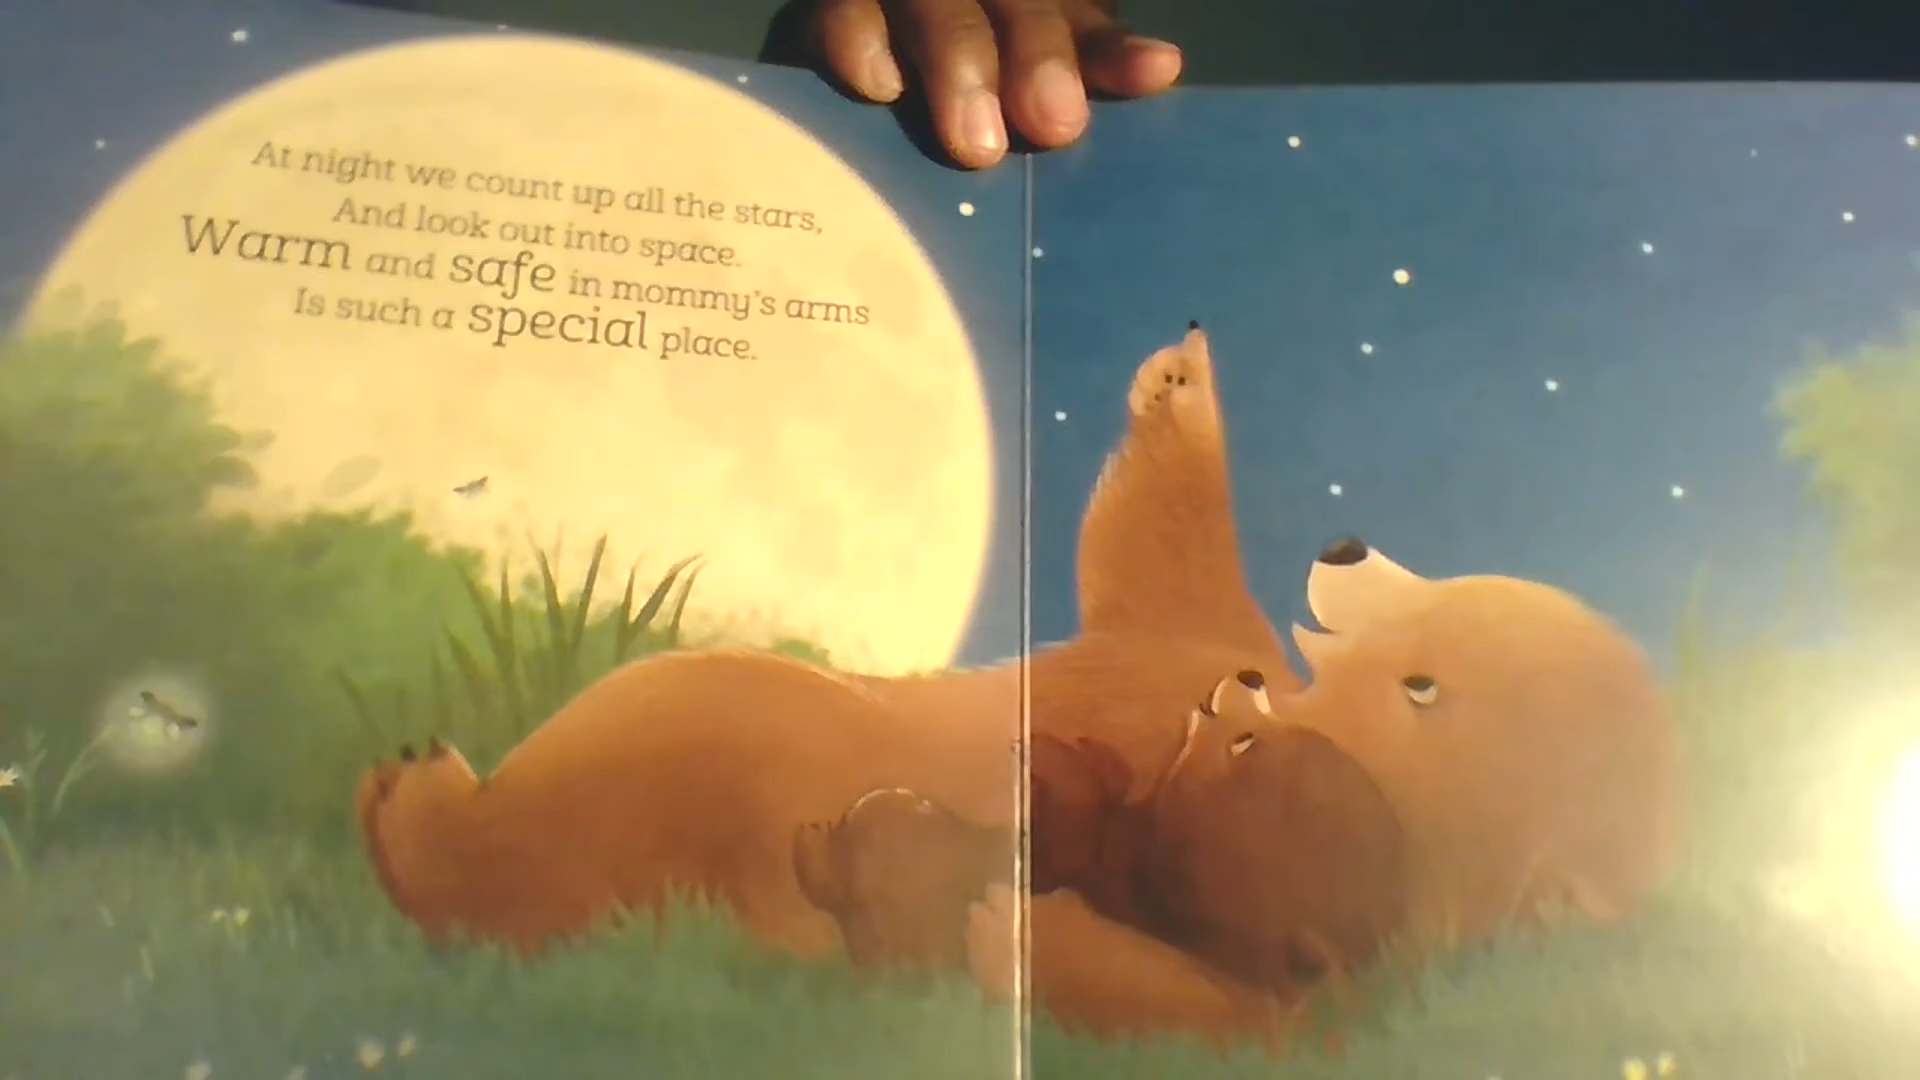 At night we count up all the stars,
And look out into space.
Warm and safe in mommy's arms
Is such a special place.